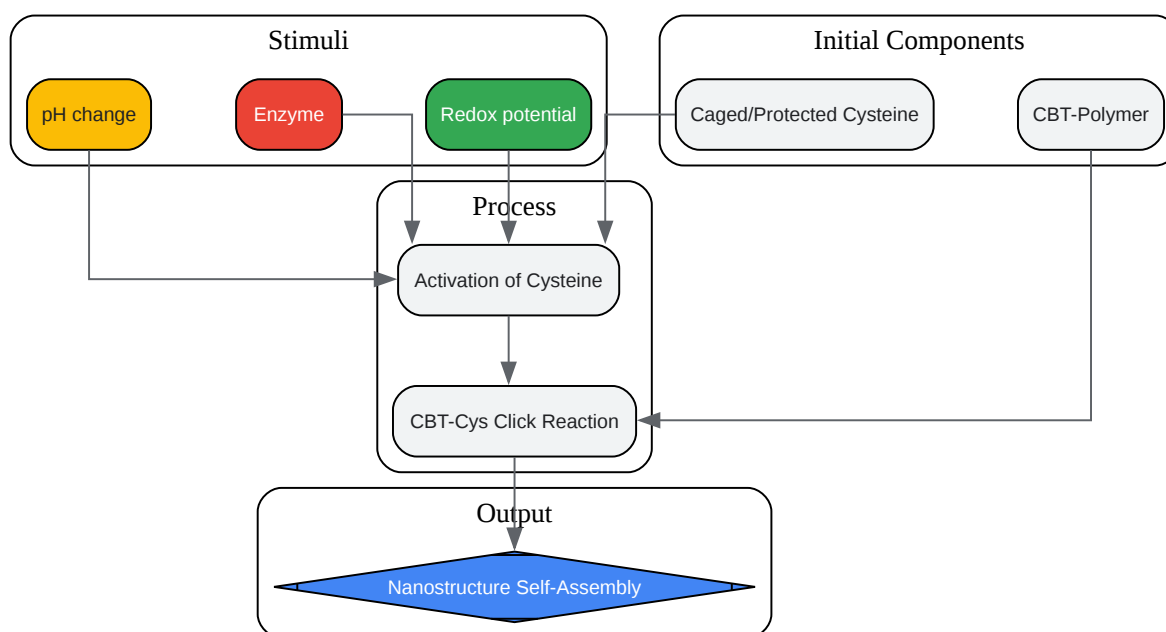 Stimuli
Initial Components
pH change
Enzyme
Redox potential
Caged/Protected Cysteine
CBT-Polymer
Process
Activation of Cysteine
CBT-Cys Click Reaction
Output
Nanostructure Self-Assembly